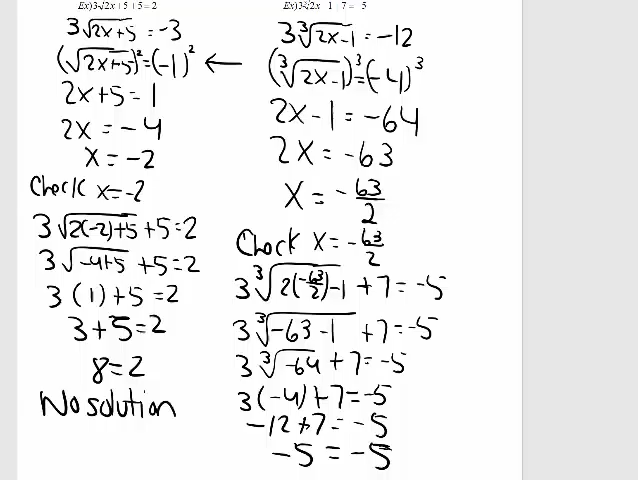 Ex)3√2x + 5 + 5 = 2
3√2x+5 = -3
(√2x+5)² = (-1)²
2x+5 = 1
2x = -4
x = -2
Check x = -2
3√2(-2)+5 +5=2
3√-4+5 +5=2
3(1)+5=2
3+5=2
8=2
No solution
Ex)3∛2x - 1 + 7 = -5
3∛2x-1 = -12
(∛2x-1)³ = (-4)³
2x-1 = -64
2x = -63
x = -63/2
Check x = -63/2
3∛2(-63/2)-1 +7=-5
3∛-63-1 +7=-5
3∛-64 +7=-5
3(-4)+7=-5
-12+7=-5
-5=-5